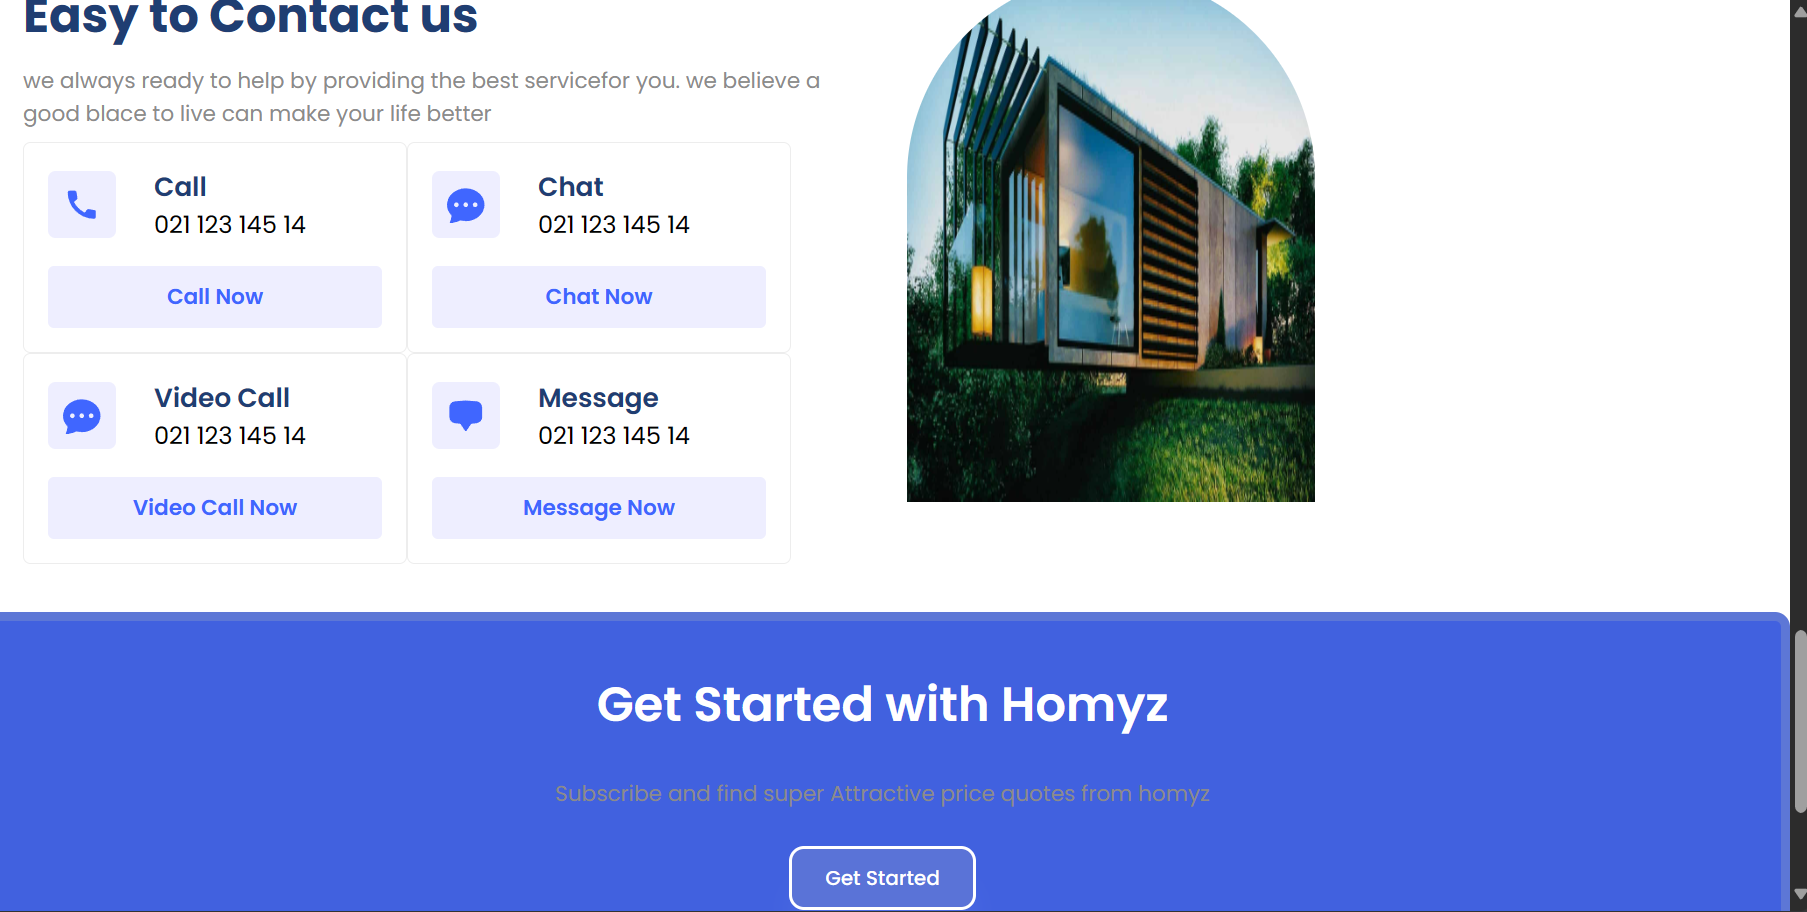 Easy to Contact us
we always ready to help by providing the best servicefor you. we believe a
good blace to live can make your life better
Call
021 123 145 14
Call Now
Chat
021 123 145 14
Chat Now
Video Call
021 123 145 14
Video Call Now
Message
021 123 145 14
Message Now
Get Started with Homyz
Subscribe and find super Attractive price quotes from homyz
Get Started